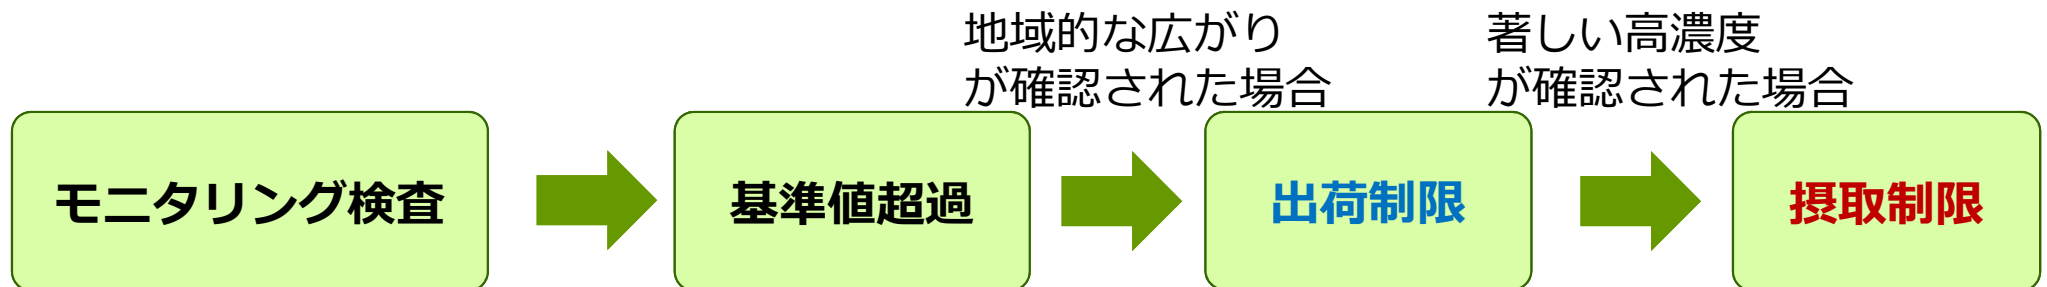 地域的な広がり
が確認された場合
著しい高濃度
が確認された場合
モニタリング検査
基準値超過
出荷制限
摂取制限